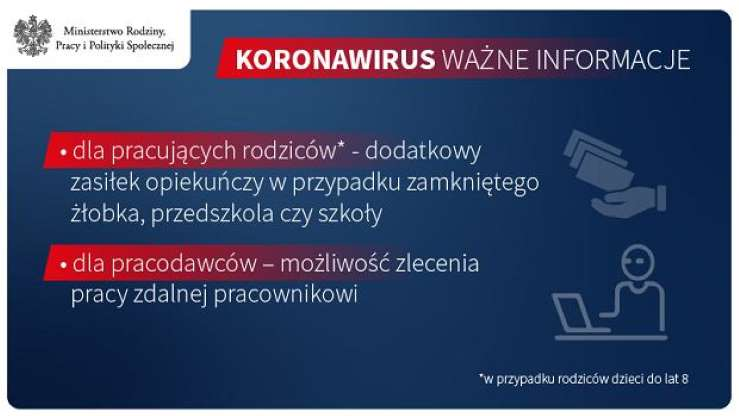 Ministerstwo Rodziny,
Pracy i Polityki Społecznej
KORONAWIRUS WAŻNE INFORMACJE
• dla pracujących rodziców* - dodatkowy
zasiłek opiekuńczy w przypadku zamkniętego
żłobka, przedszkola czy szkoły
• dla pracodawców – możliwość zlecenia
pracy zdalnej pracownikowi
*w przypadku rodziców dzieci do lat 8